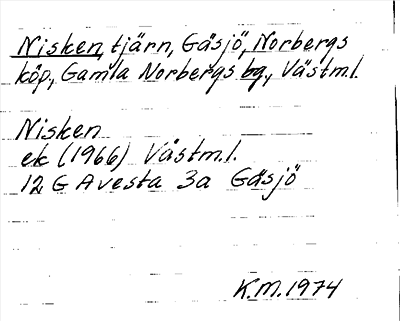 Nisken, tjärn, Gäsjö, Norbergs
köp., Gamla Norbergs bg., Västml.
Nisken
ek (1966) Västml.
12 G Avesta 3a Gäsjö
K.M. 1974